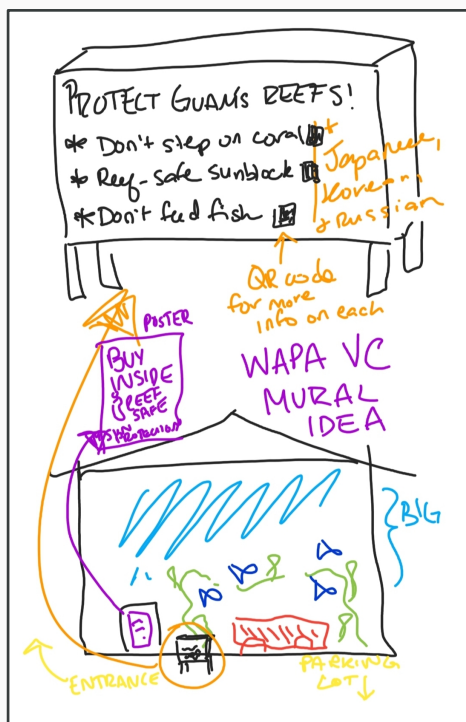 PROTECT GUAMS REEFS!
* Don't step on coral
* Reef-safe sunblock
* Don't feed fish
+
Japanese,
Korean
+ Russian
QR code
for more
info on each
POSTER
BUY
INSIDE
REEF
SAFE
SUN
PROTECTION
WAPA VC
MURAL
IDEA
BIG
ENTRANCE
PARKING
LOT